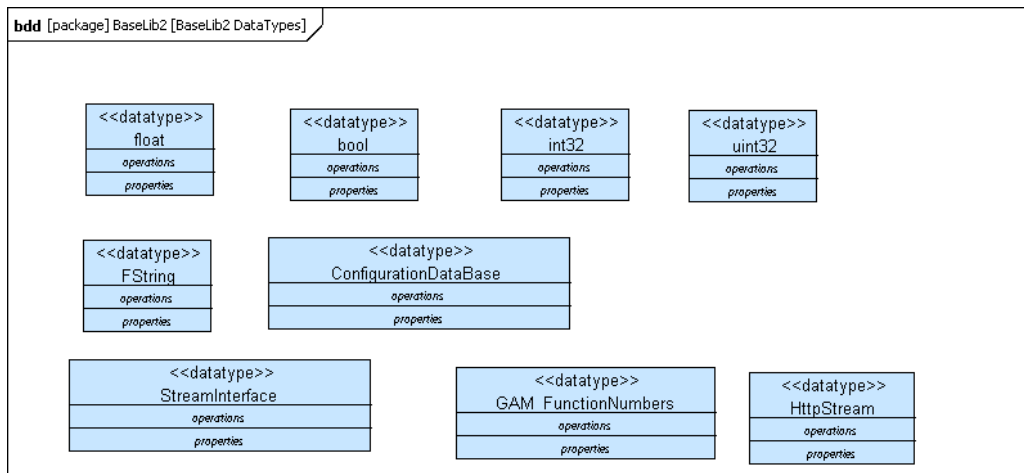 bdd [package] BaseLib2 [BaseLib2 DataTypes]
<<datatype>>
float
operations
properties
<<datatype>>
bool
operations
properties
<<datatype>>
int32
operations
properties
<<datatype>>
uint32
operations
properties
<<datatype>>
FString
operations
properties
<<datatype>>
ConfigurationDataBase
operations
properties
<<datatype>>
StreamInterface
operations
properties
<<datatype>>
GAM_FunctionNumbers
operations
properties
<<datatype>>
HttpStream
operations
properties